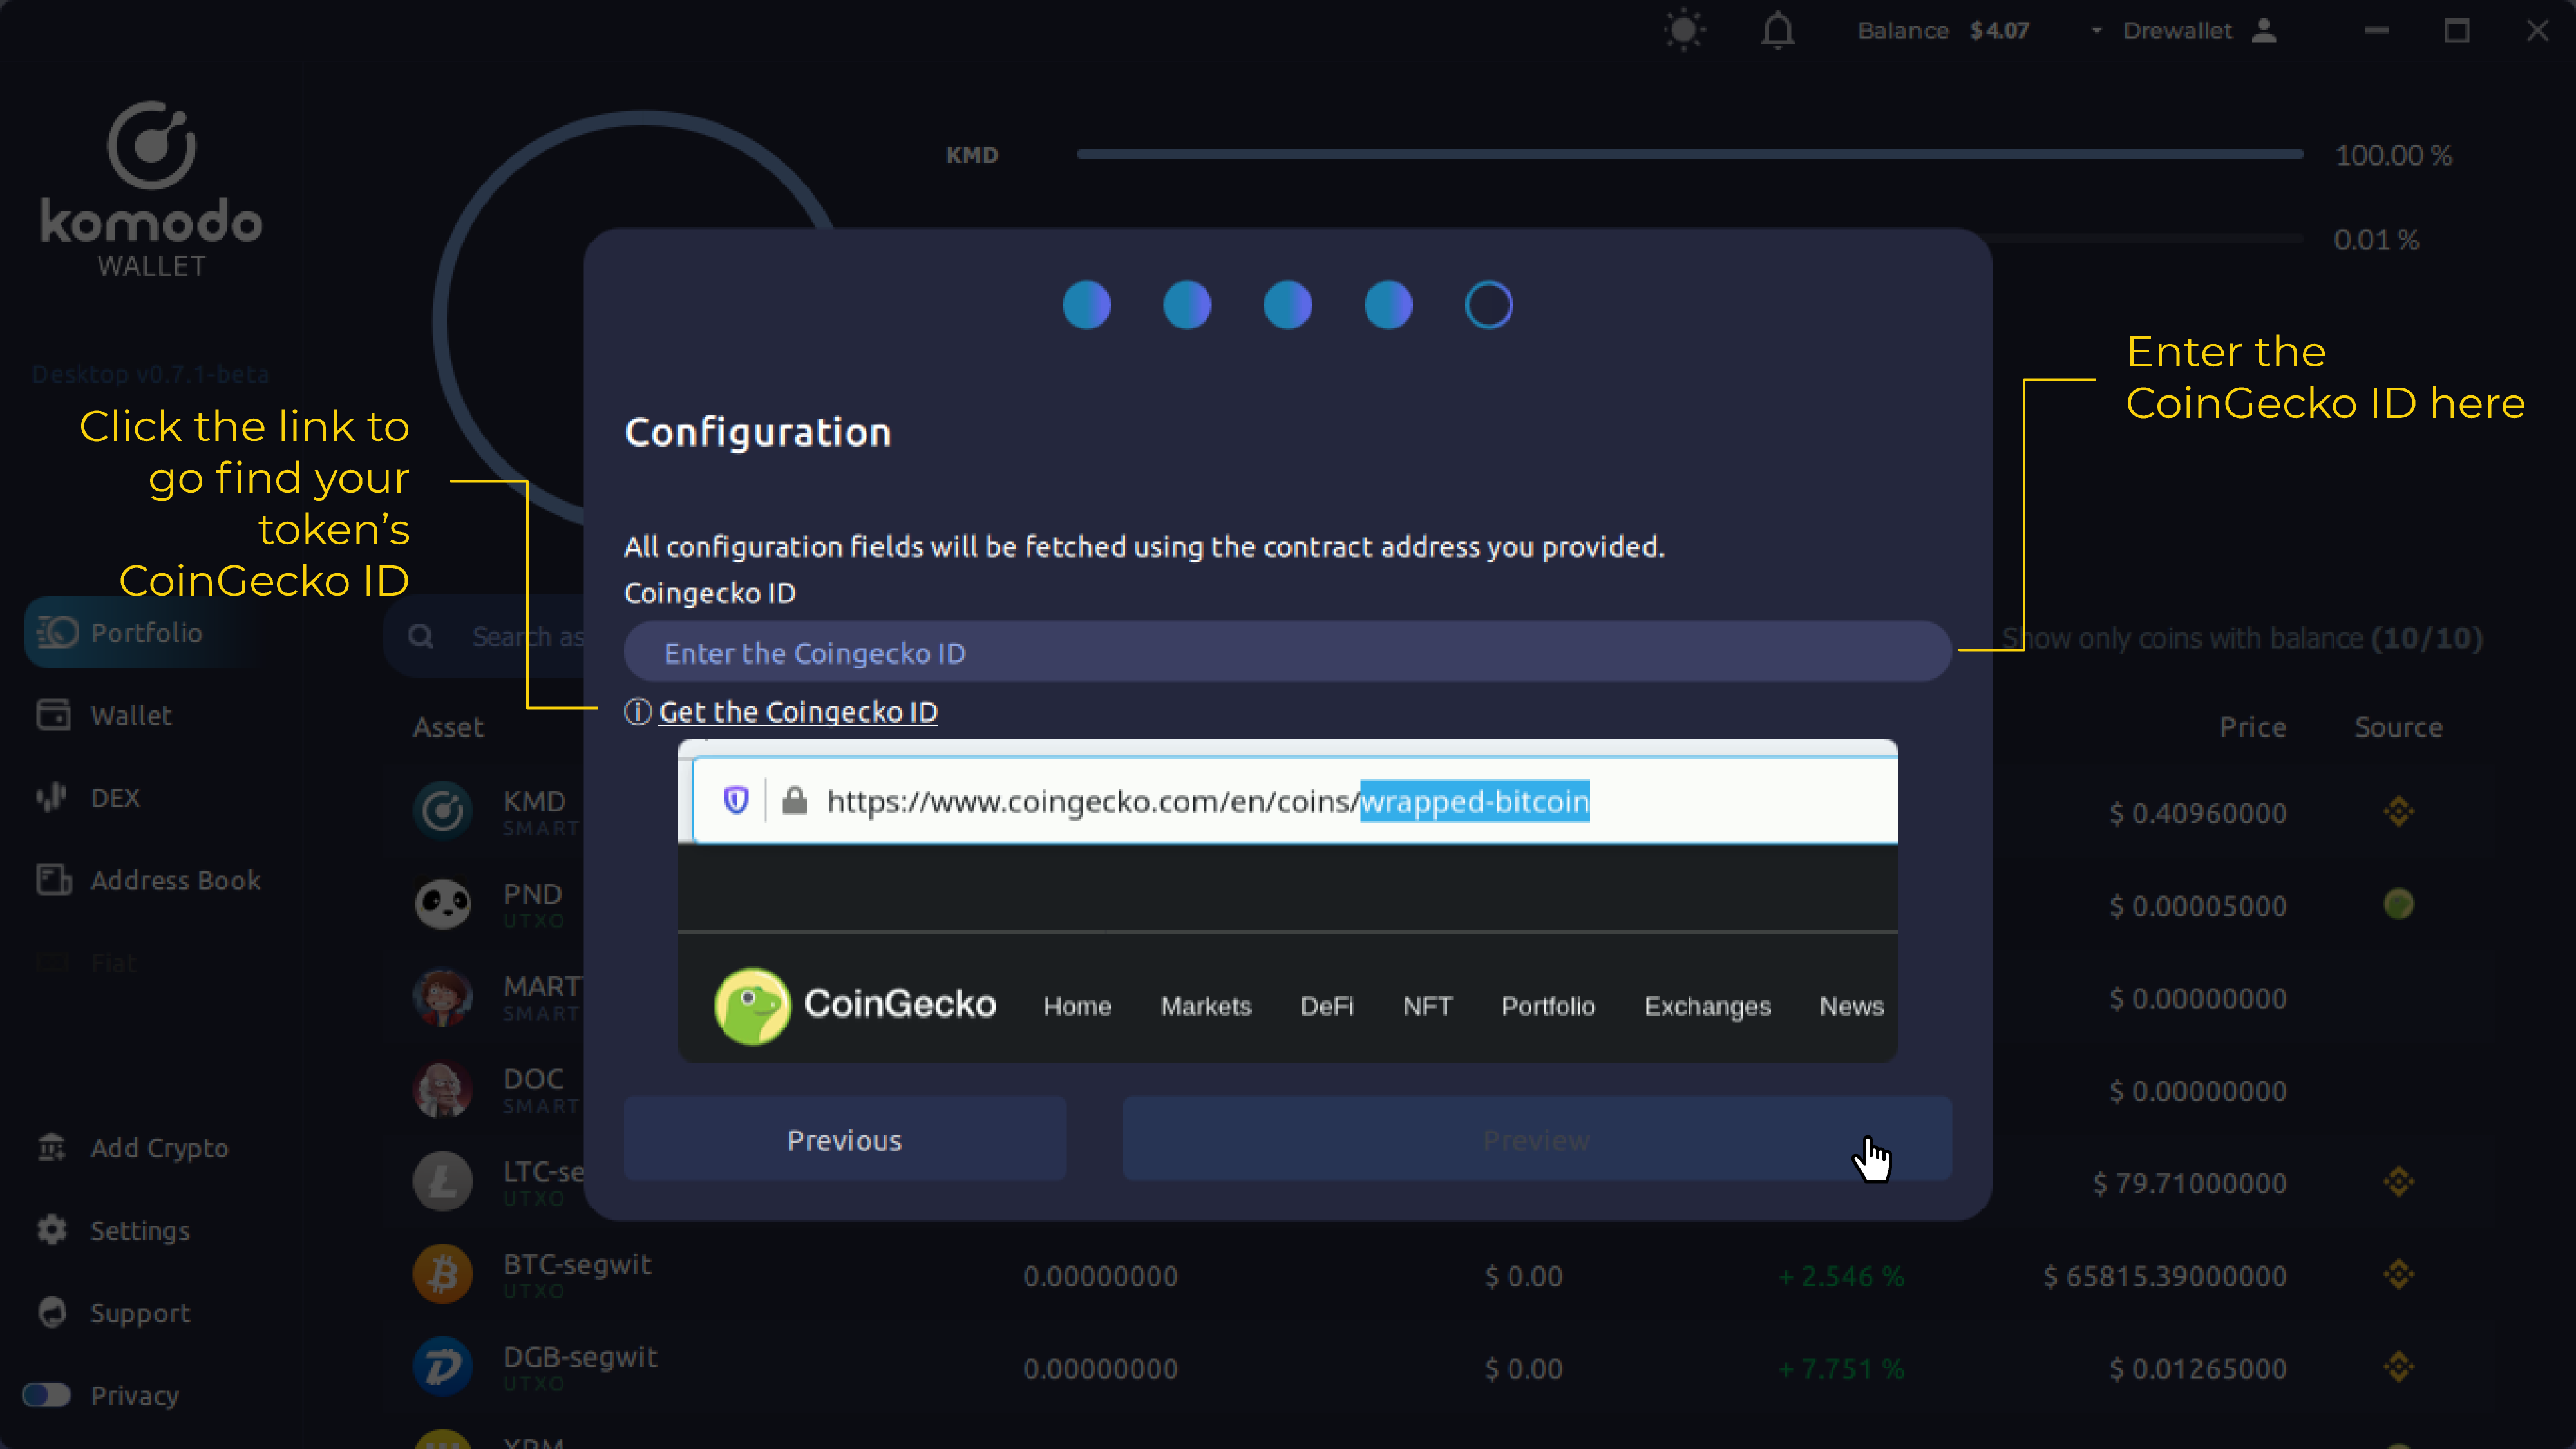 Balance $ 4.07 Drewallet
komodo
WALLET
Desktop v0.7.1-beta
KMD 100.00 %
0.01 %
Click the link to
go find your
token’s
CoinGecko ID
Enter the
CoinGecko ID here
Portfolio
Wallet
DEX
Address Book
Fiat
Add Crypto
Settings
Support
Privacy
Configuration
All configuration fields will be fetched using the contract address you provided.
Coingecko ID
Enter the Coingecko ID
Get the Coingecko ID
https://www.coingecko.com/en/coins/wrapped-bitcoin
CoinGecko Home Markets DeFi NFT Portfolio Exchanges News
Previous Preview
Search as
Show only coins with balance (10/10)
Asset Price Source
KMD $ 0.40960000
SMART
PND $ 0.00005000
UTXO
MART $ 0.00000000
SMART
DOC $ 0.00000000
SMART
LTC-se $ 79.71000000
UTXO
BTC-segwit 0.00000000 $ 0.00 + 2.546 % $ 65815.39000000
UTXO
DGB-segwit 0.00000000 $ 0.00 + 7.751 % $ 0.01265000
UTXO